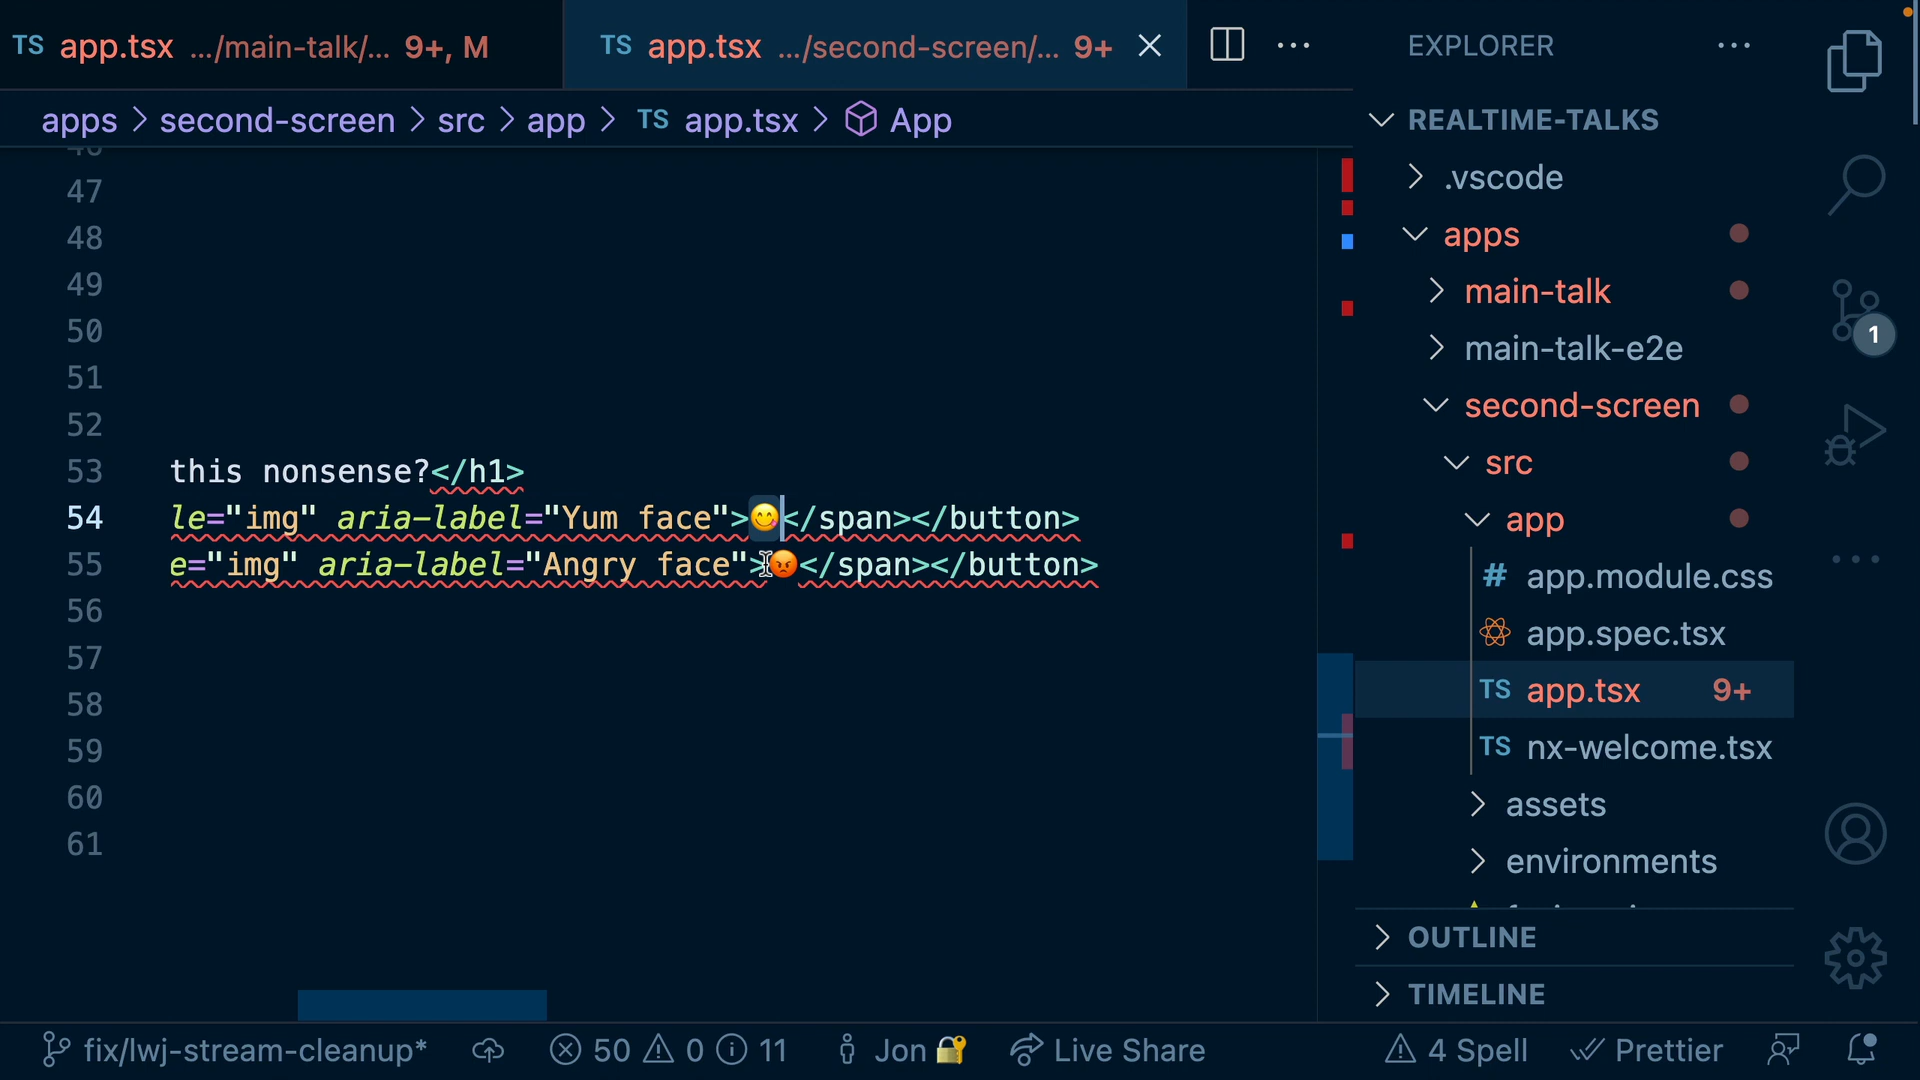 TS app.tsx .../main-talk/... 9+, M
TS app.tsx .../second-screen/... 9+
apps > second-screen > src > app > TS app.tsx > App
47
48
49
50
51
52
53 this nonsense?</h1>
54 le="img" aria-label="Yum face">😋</span></button>
55 e="img" aria-label="Angry face">😡</span></button>
56
57
58
59
60
61
EXPLORER
REALTIME-TALKS
.vscode
apps
main-talk
main-talk-e2e
second-screen
src
app
# app.module.css
app.spec.tsx
TS app.tsx 9+
TS nx-welcome.tsx
assets
environments
OUTLINE
TIMELINE
1
fix/lwj-stream-cleanup* 50 0 11 Jon 🔐 Live Share 4 Spell Prettier